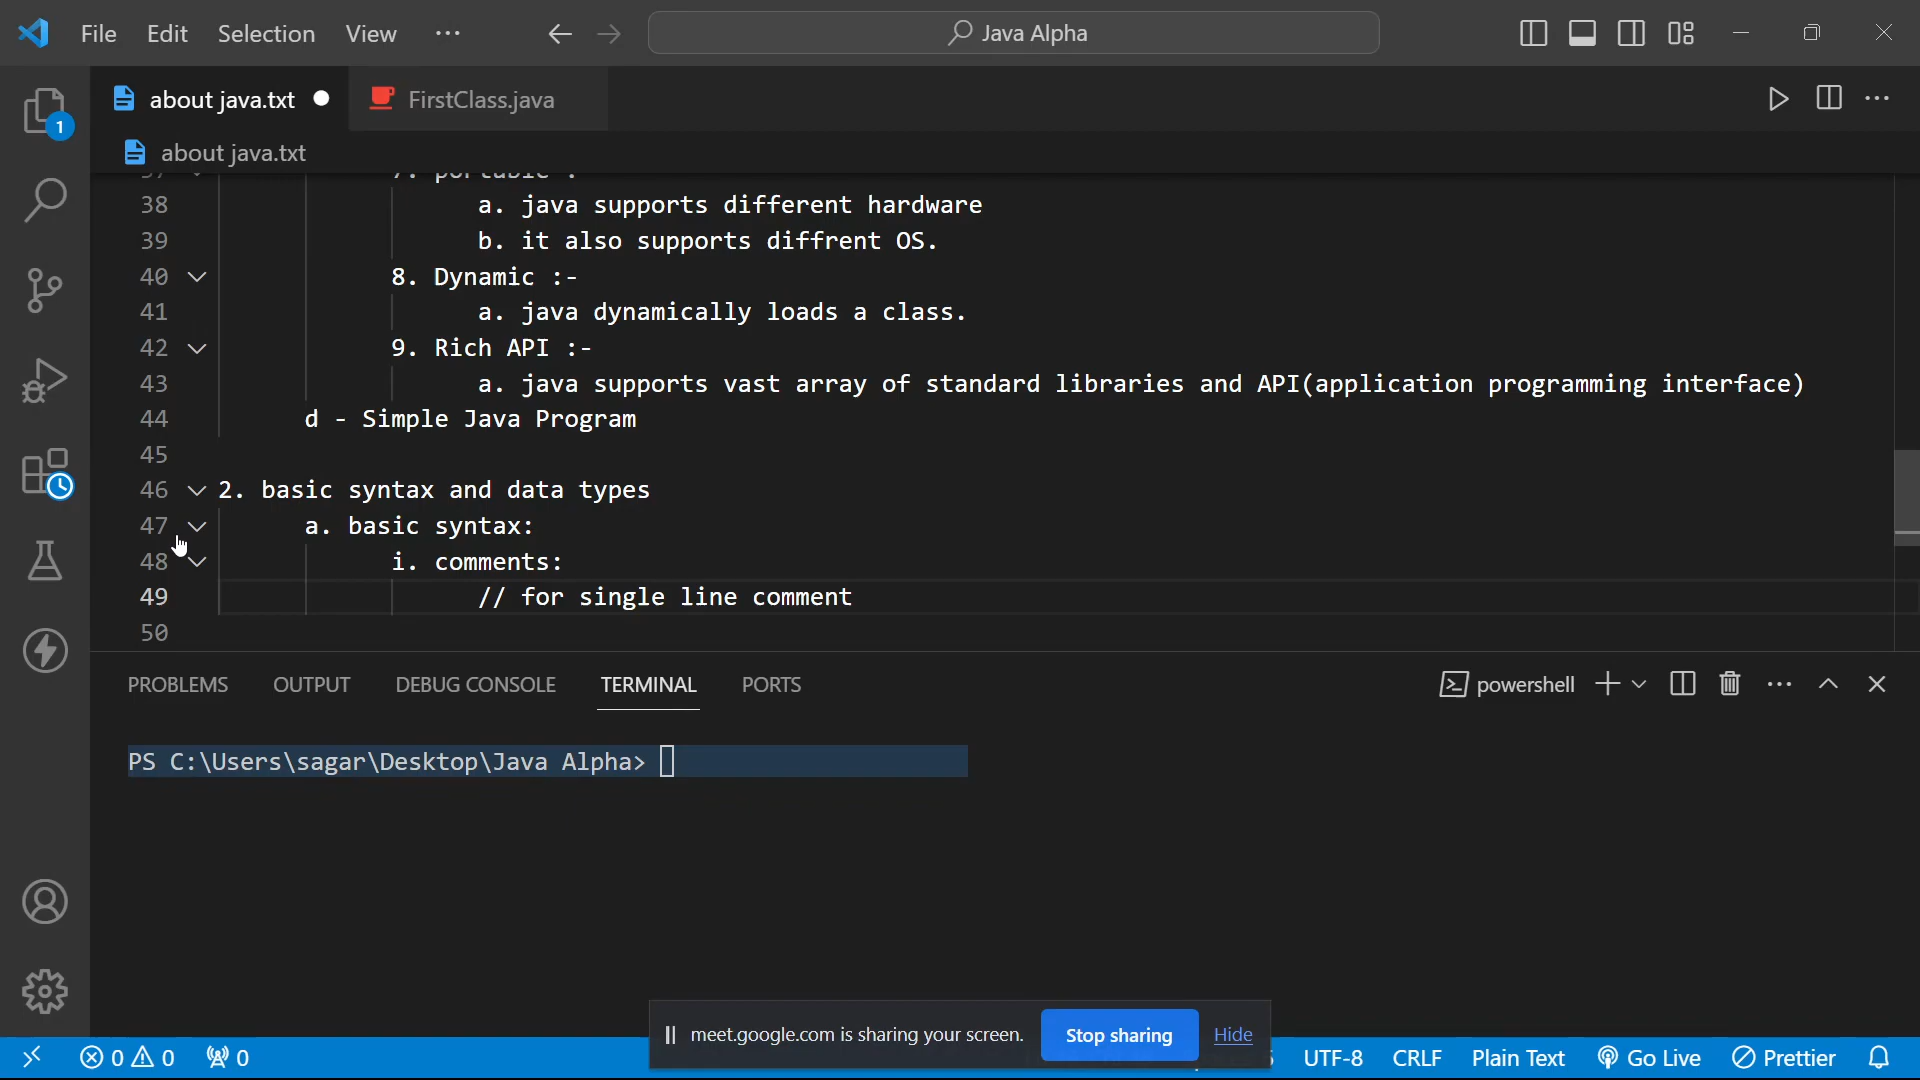 File Edit Selection View ··· Java Alpha
about java.txt FirstClass.java
1
about java.txt
38 a. java supports different hardware
39 b. it also supports diffrent OS.
40 8. Dynamic :-
41 a. java dynamically loads a class.
42 9. Rich API :-
43 a. java supports vast array of standard libraries and API(application programming interface)
44 d - Simple Java Program
45
46 2. basic syntax and data types
47 a. basic syntax:
48 i. comments:
49 // for single line comment
50
PROBLEMS OUTPUT DEBUG CONSOLE TERMINAL PORTS powershell
PS C:\Users\sagar\Desktop\Java Alpha>
meet.google.com is sharing your screen. Stop sharing Hide
0 0 0 UTF-8 CRLF Plain Text Go Live Prettier